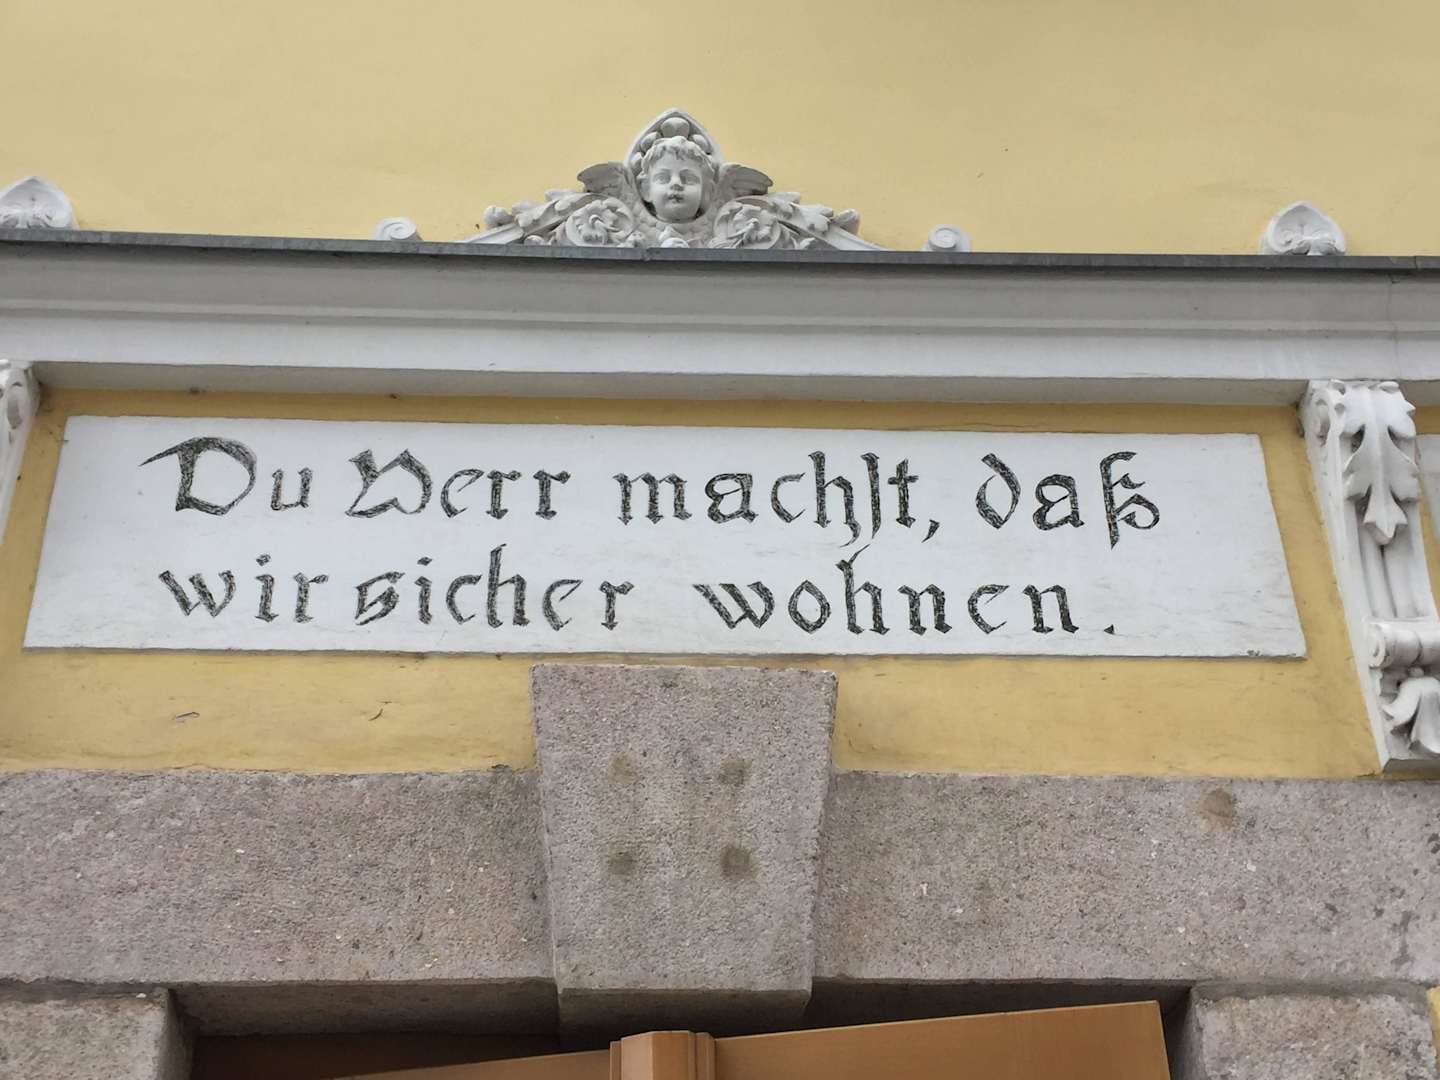 Du Herr machst, daß
wir sicher wohnen.